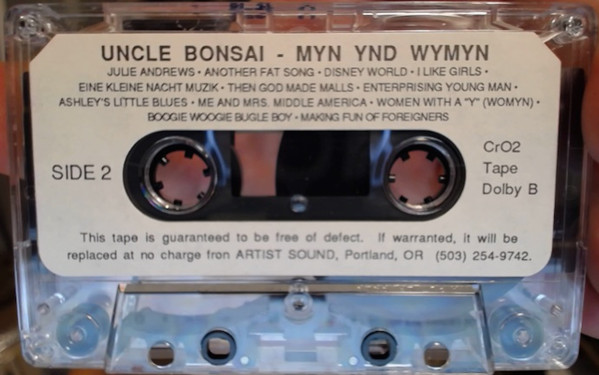 UNCLE BONSAI - MYN YND WYMYN
JULIE ANDREWS • ANOTHER FAT SONG • DISNEY WORLD • I LIKE GIRLS •
EINE KLEINE NACHT MUZIK • THEN GOD MADE MALLS • ENTERPRISING YOUNG MAN •
ASHLEY'S LITTLE BLUES • ME AND MRS. MIDDLE AMERICA • WOMEN WITH A "Y" (WOMYN) •
BOOGIE WOOGIE BUGLE BOY • MAKING FUN OF FOREIGNERS
SIDE 2
CrO2
Tape
Dolby B
This tape is guaranteed to be free of defect. If warranted, it will be
replaced at no charge fron ARTIST SOUND, Portland, OR (503) 254-9742.